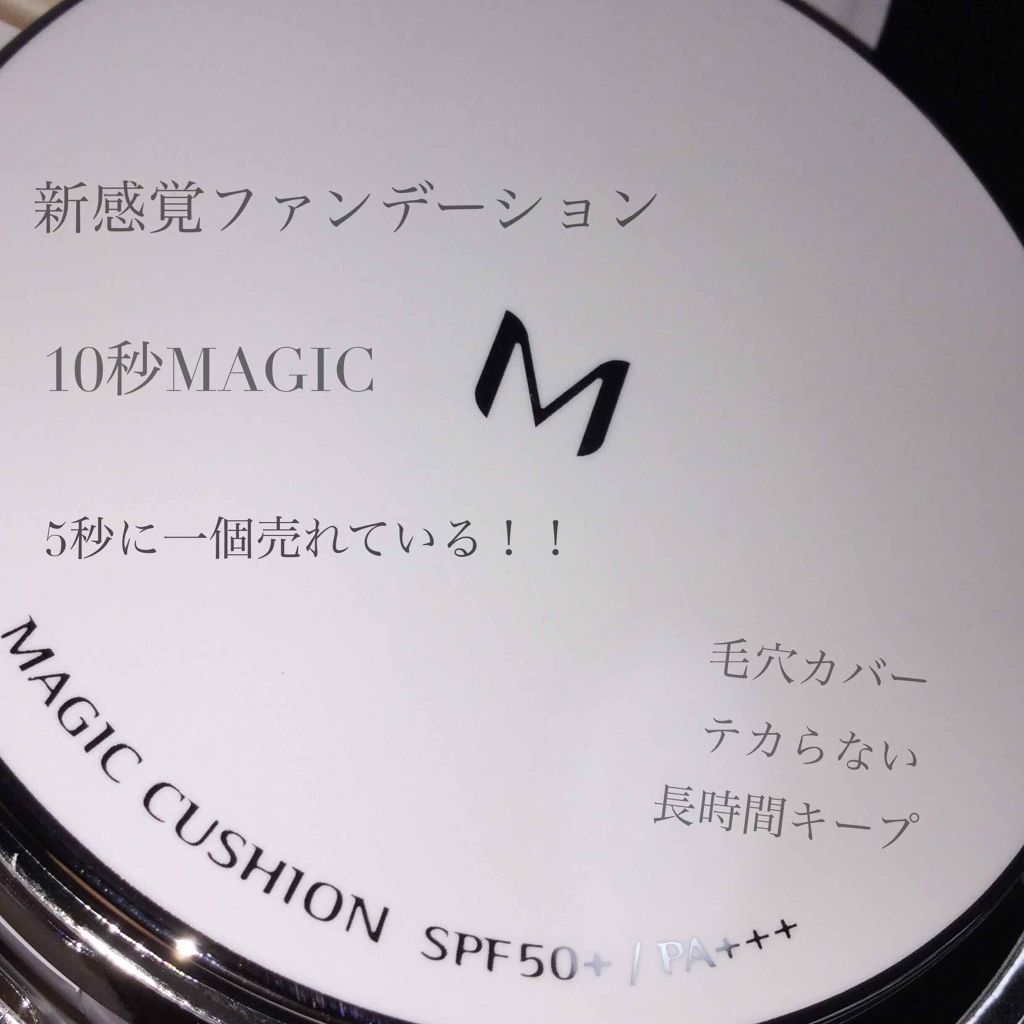 新感覚ファンデーション
10秒MAGIC
M
5秒に一個売れている！！
毛穴カバー
テカらない
長時間キープ
MAGIC CUSHION SPF50+ / PA+++